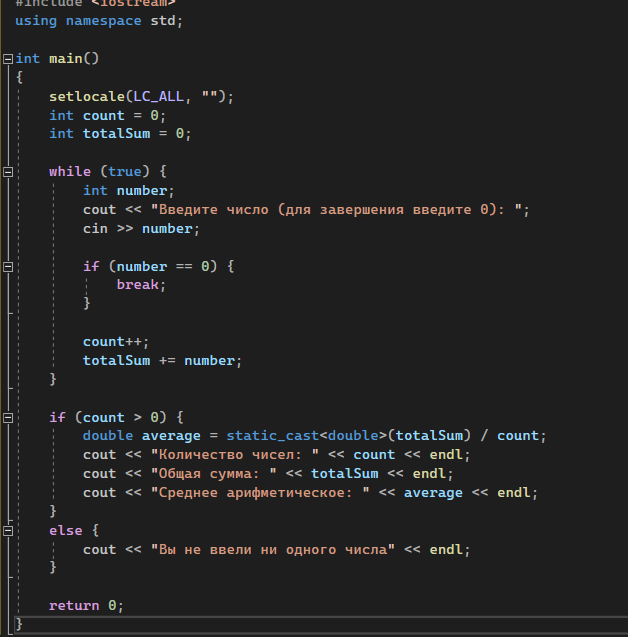 #include <iostream>
using namespace std;
int main()
{
setlocale(LC_ALL, "");
int count = 0;
int totalSum = 0;
while (true) {
int number;
cout << "Введите число (для завершения введите 0): ";
cin >> number;
if (number == 0) {
break;
}
count++;
totalSum += number;
}
if (count > 0) {
double average = static_cast<double>(totalSum) / count;
cout << "Количество чисел: " << count << endl;
cout << "Общая сумма: " << totalSum << endl;
cout << "Среднее арифметическое: " << average << endl;
}
else {
cout << "Вы не ввели ни одного числа" << endl;
}
return 0;
}